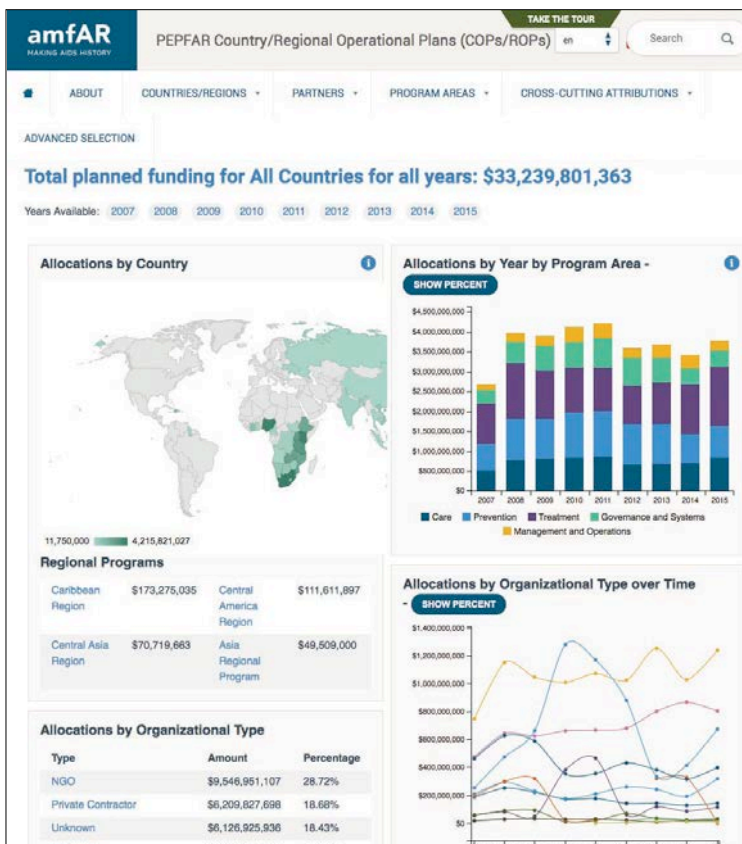 TAKE THE TOUR
amfAR
MAKING AIDS HISTORY
PEPFAR Country/Regional Operational Plans (COPs/ROPs)
en
Search
ABOUT
COUNTRIES/REGIONS
PARTNERS
PROGRAM AREAS
CROSS-CUTTING ATTRIBUTIONS
ADVANCED SELECTION
Total planned funding for All Countries for all years: $33,239,801,363
Years Available: 2007 2008 2009 2010 2011 2012 2013 2014 2015
Allocations by Country
11,750,000 4,215,821,027
Regional Programs
Caribbean Region $173,275,035 Central America Region $111,611,897
Central Asia Region $70,719,663 Asia Regional Program $49,509,000
Allocations by Organizational Type
Type Amount Percentage
NGO $9,546,951,107 28.72%
Private Contractor $6,209,827,698 18.68%
Unknown $6,126,925,936 18.43%
Allocations by Year by Program Area -
SHOW PERCENT
$4,500,000,000
$4,000,000,000
$3,500,000,000
$3,000,000,000
$2,500,000,000
$2,000,000,000
$1,500,000,000
$1,000,000,000
$500,000,000
$0
2007 2008 2009 2010 2011 2012 2013 2014 2015
Care Prevention Treatment Governance and Systems
Management and Operations
Allocations by Organizational Type over Time
- SHOW PERCENT
$1,400,000,000
$1,200,000,000
$1,000,000,000
$800,000,000
$600,000,000
$400,000,000
$200,000,000
$0